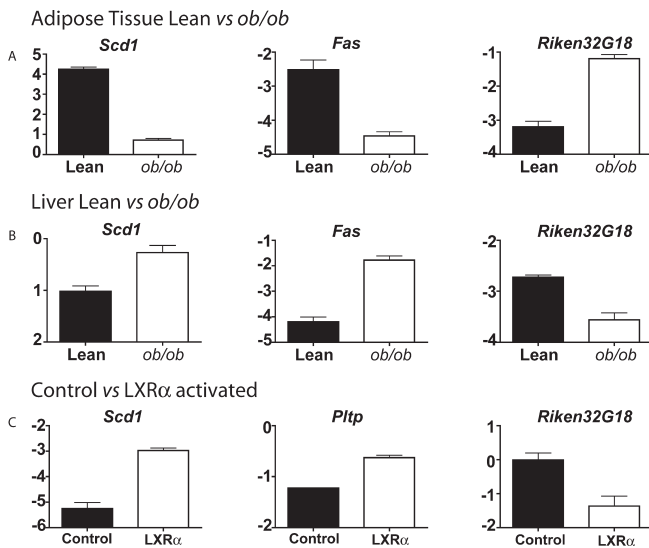 Adipose Tissue Lean vs ob/ob
A
Scd1
5
4
3
2
1
0
Lean
ob/ob
Fas
-2
-3
-4
-5
Lean
ob/ob
Riken32G18
-1
-2
-3
-4
Lean
ob/ob
Liver Lean vs ob/ob
B
Scd1
0
1
2
Lean
ob/ob
Fas
-1
-2
-3
-4
-5
Lean
ob/ob
Riken32G18
-2
-3
-4
Lean
ob/ob
Control vs LXRα activated
C
Scd1
-2
-3
-4
-5
-6
Control
LXRα
Pltp
0
-1
-2
Control
LXRα
Riken32G18
1
0
-1
-2
Control
LXRα